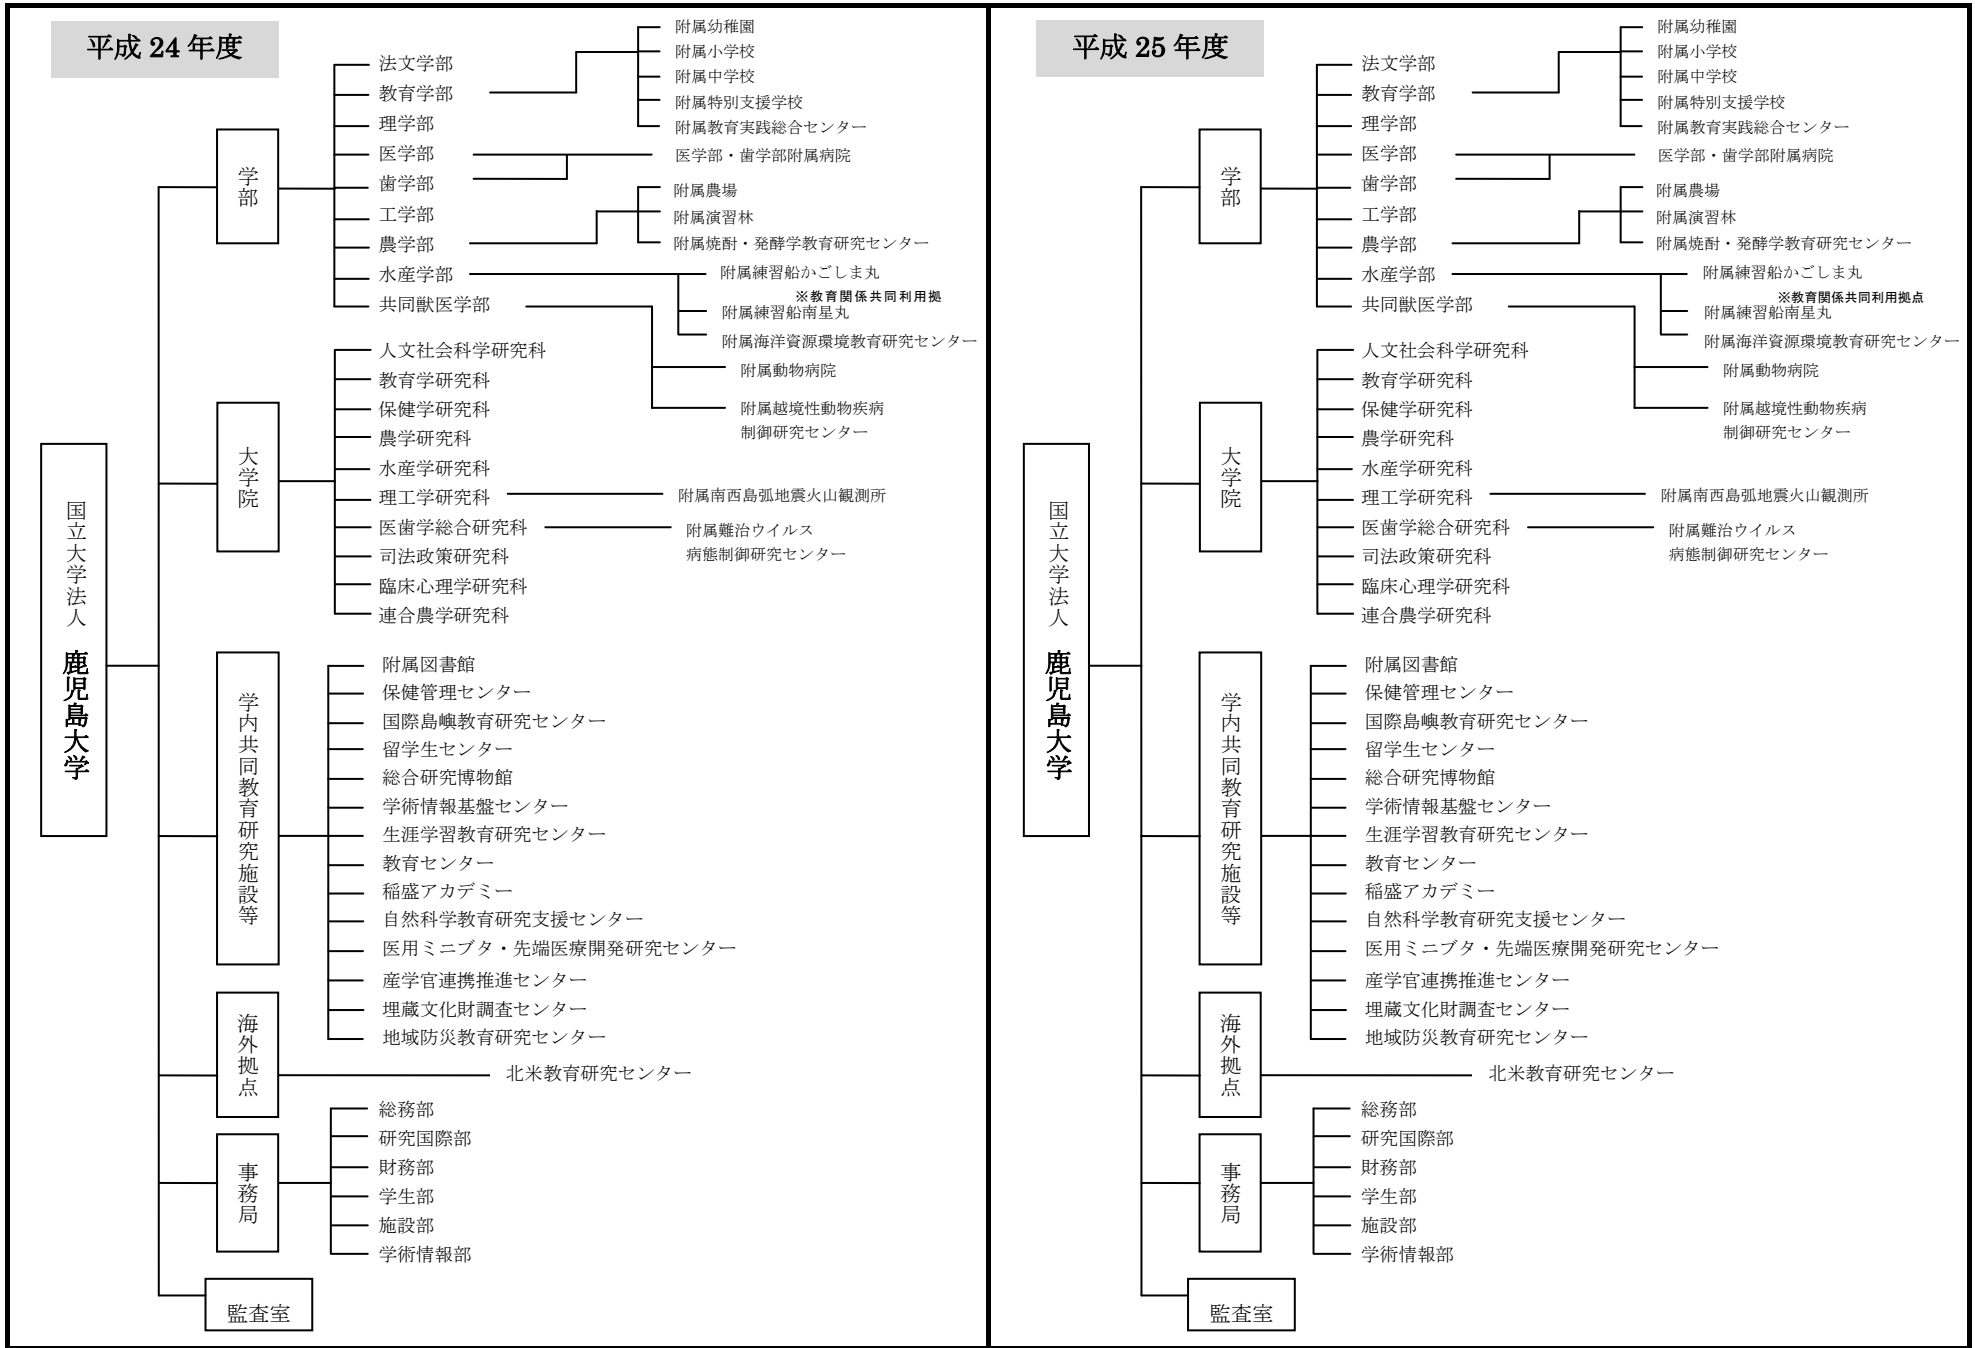 平成 24 年度
国立大学法人 鹿児島大学
学部
法文学部
教育学部
附属幼稚園
附属小学校
附属中学校
附属特別支援学校
附属教育実践総合センター
理学部
医学部
歯学部
医学部・歯学部附属病院
工学部
農学部
附属農場
附属演習林
附属焼酎・発酵学教育研究センター
水産学部
附属練習船かごしま丸
※教育関係共同利用拠
附属練習船南星丸
附属海洋資源環境教育研究センター
共同獣医学部
附属動物病院
附属越境性動物疾病
制御研究センター
大学院
人文社会科学研究科
教育学研究科
保健学研究科
農学研究科
水産学研究科
理工学研究科
附属南西島弧地震火山観測所
医歯学総合研究科
附属難治ウイルス
病態制御研究センター
司法政策研究科
臨床心理学研究科
連合農学研究科
学内共同教育研究施設等
附属図書館
保健管理センター
国際島嶼教育研究センター
留学生センター
総合研究博物館
学術情報基盤センター
生涯学習教育研究センター
教育センター
稲盛アカデミー
自然科学教育研究支援センター
医用ミニブタ・先端医療開発研究センター
産学官連携推進センター
埋蔵文化財調査センター
地域防災教育研究センター
海外拠点
北米教育研究センター
事務局
総務部
研究国際部
財務部
学生部
施設部
学術情報部
監査室
平成 25 年度
国立大学法人 鹿児島大学
学部
法文学部
教育学部
附属幼稚園
附属小学校
附属中学校
附属特別支援学校
附属教育実践総合センター
理学部
医学部
歯学部
医学部・歯学部附属病院
工学部
農学部
附属農場
附属演習林
附属焼酎・発酵学教育研究センター
水産学部
附属練習船かごしま丸
※教育関係共同利用拠点
附属練習船南星丸
附属海洋資源環境教育研究センター
共同獣医学部
附属動物病院
附属越境性動物疾病
制御研究センター
大学院
人文社会科学研究科
教育学研究科
保健学研究科
農学研究科
水産学研究科
理工学研究科
附属南西島弧地震火山観測所
医歯学総合研究科
附属難治ウイルス
病態制御研究センター
司法政策研究科
臨床心理学研究科
連合農学研究科
学内共同教育研究施設等
附属図書館
保健管理センター
国際島嶼教育研究センター
留学生センター
総合研究博物館
学術情報基盤センター
生涯学習教育研究センター
教育センター
稲盛アカデミー
自然科学教育研究支援センター
医用ミニブタ・先端医療開発研究センター
産学官連携推進センター
埋蔵文化財調査センター
地域防災教育研究センター
海外拠点
北米教育研究センター
事務局
総務部
研究国際部
財務部
学生部
施設部
学術情報部
監査室